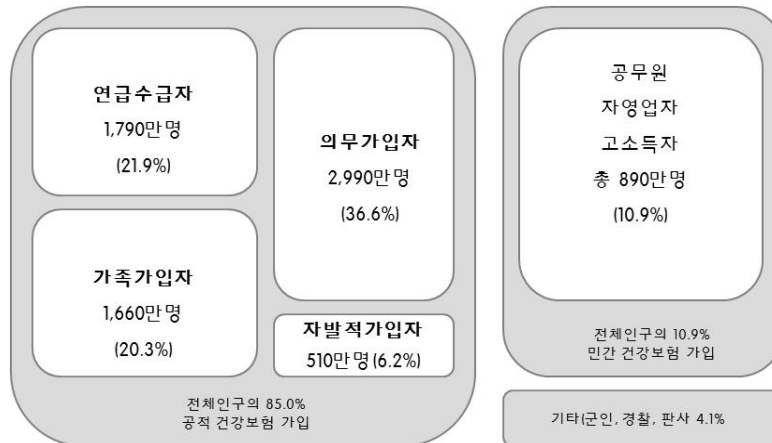 연금수급자
1,790만명
(21.9%)
의무가입자
2,990만명
(36.6%)
가족가입자
1,660만명
(20.3%)
자발적가입자
510만명(6.2%)
전체인구의 85.0%
공적 건강보험 가입
공무원
자영업자
고소득자
총 890만명
(10.9%)
전체인구의 10.9%
민간 건강보험 가입
기타(군인, 경찰, 판사 4.1%